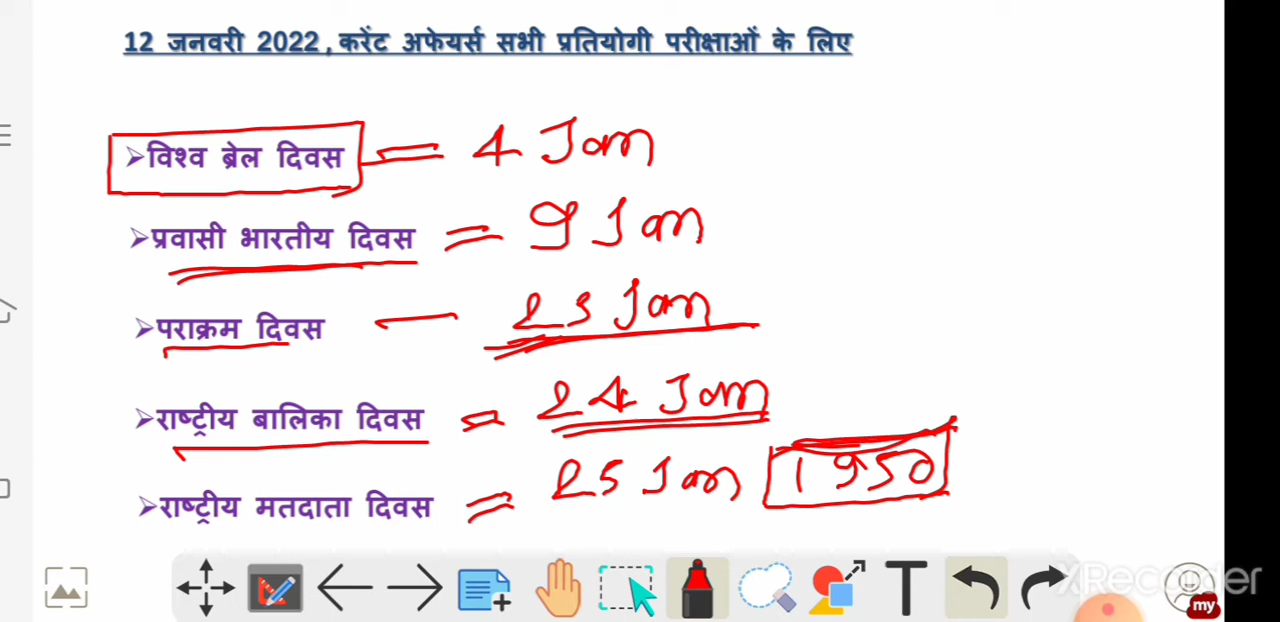 12 जनवरी 2022 , करेंट अफेयर्स सभी प्रतियोगी परीक्षाओं के लिए
➢विश्व ब्रेल दिवस = 4 Jan
➢प्रवासी भारतीय दिवस = 9 Jan
➢पराक्रम दिवस — 23 Jan
➢राष्ट्रीय बालिका दिवस = 24 Jan
➢राष्ट्रीय मतदाता दिवस = 25 Jan 1950
T
XRecorder
my